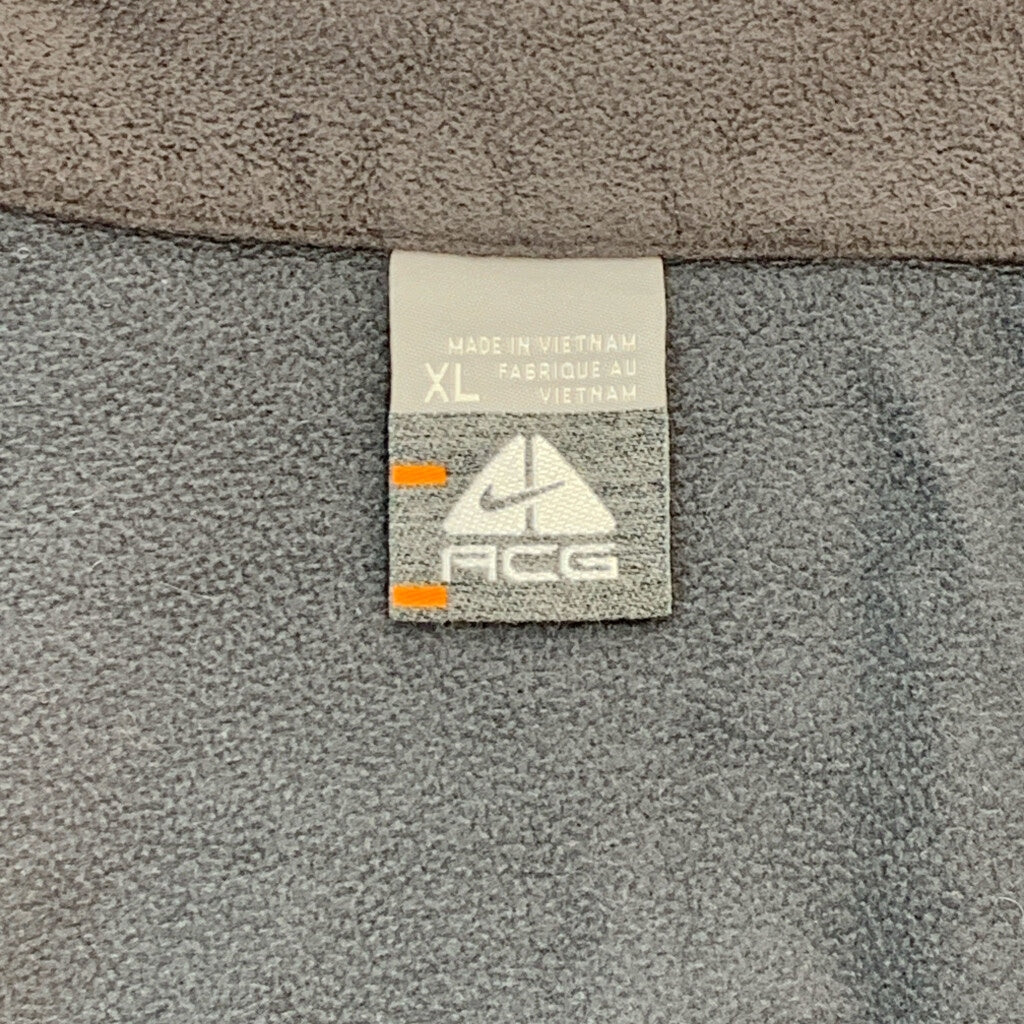 MADE IN VIETNAM
XL FABRIQUE AU
VIETNAM
ACG